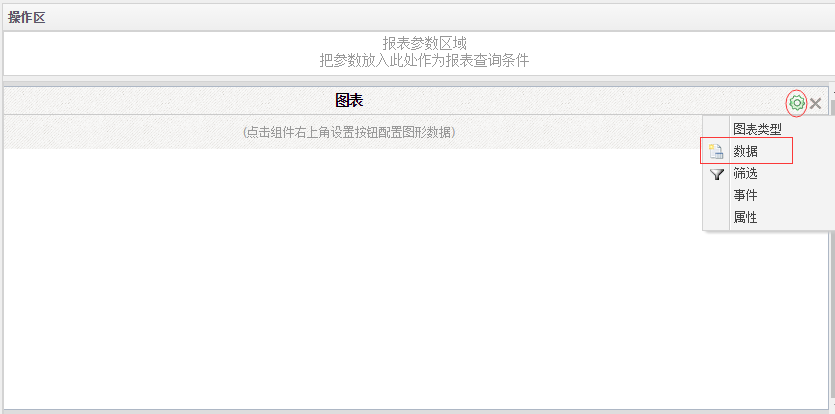 操作区
报表参数区域
把参数放入此处作为报表查询条件
图表
(点击组件右上角设置按钮配置图形数据)
图表类型
数据
筛选
事件
属性